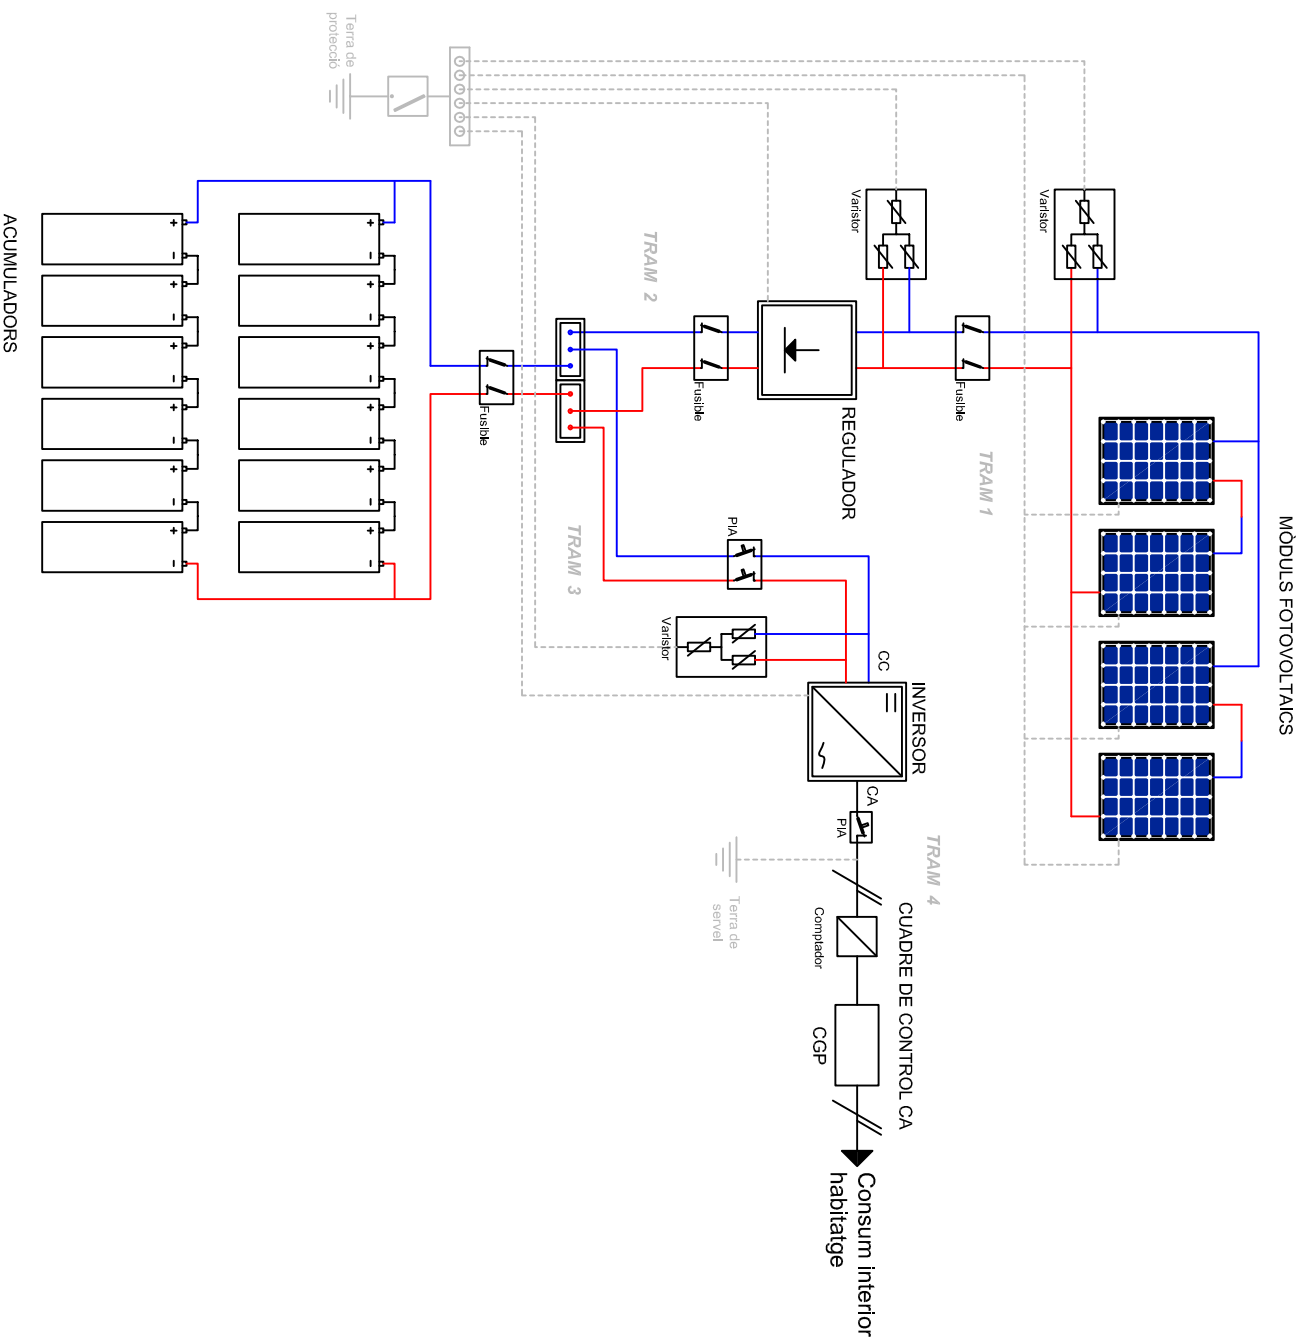 MÒDULS FOTOVOLTAICS
Varistor
Varistor
Fusible
TRAM 1
REGULADOR
Fusible
TRAM 2
Terra de
protecció
Fusible
ACUMULADORS
TRAM 3
PIA
Varistor
CC
INVERSOR
CA
PIA
TRAM 4
Terra de
servei
Comptador
CUADRE DE CONTROL CA
CGP
Consum interior
habitatge